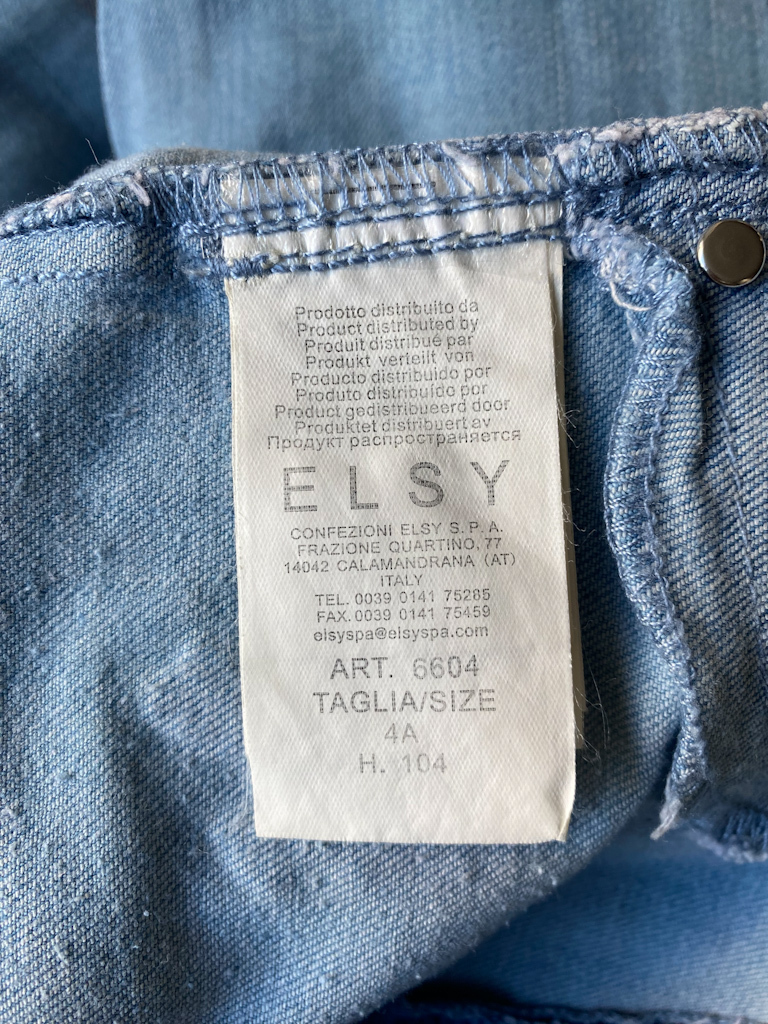 Prodotto distribuito da
Product distributed by
Produit distribué par
Produkt verteilt von
Producto distribuido por
Produto distribuído por
Product gedistribueerd door
Produktet distribuert av
Продукт распространяется
ELSY
CONFEZIONI ELSY S.P.A.
FRAZIONE QUARTINO, 77
14042 CALAMANDRANA (AT)
ITALY
TEL. 0039 0141 75285
FAX. 0039 0141 75459
elsyspa@elsyspa.com
ART. 6604
TAGLIA/SIZE
4A
H. 104